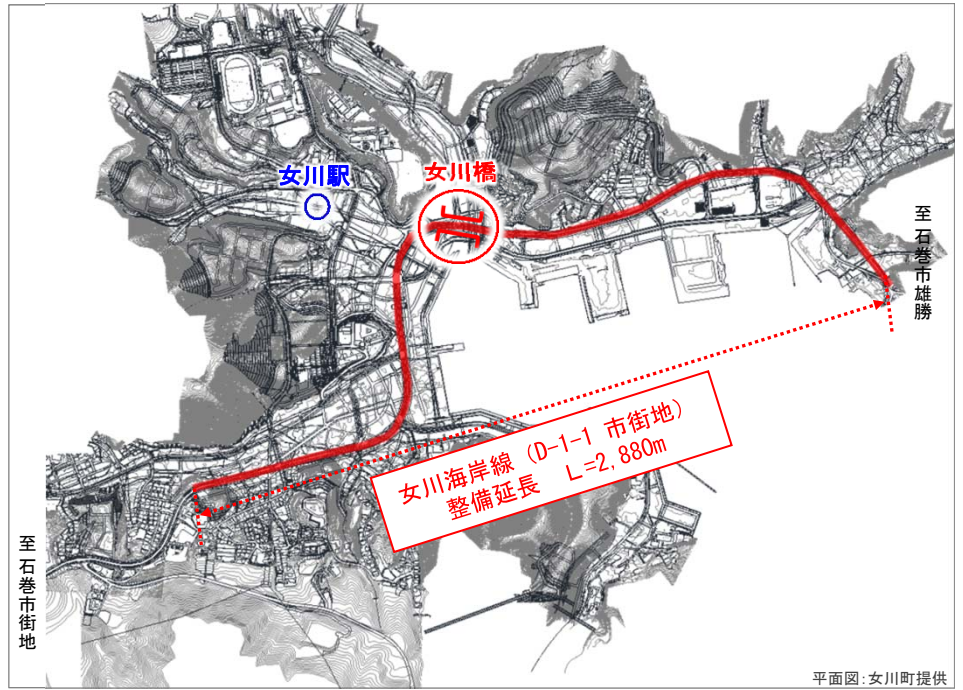 女川駅
女川橋
至 石巻市雄勝
女川海岸線（D-1-1 市街地）
整備延長　L=2,880m
至 石巻市街地
平面図：女川町提供